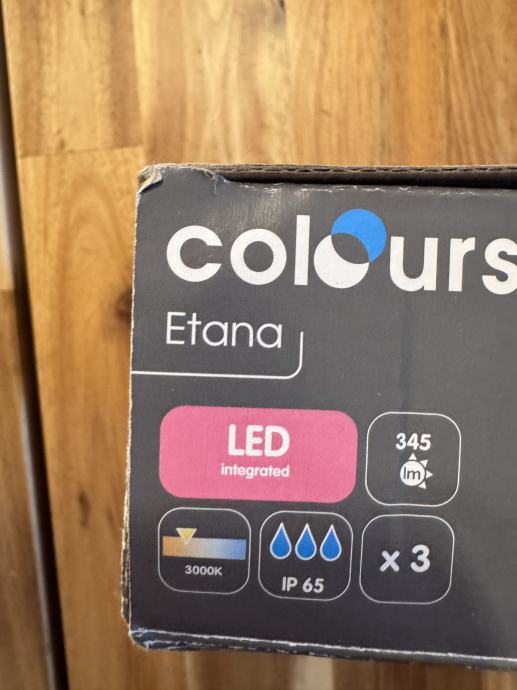 colours
Etana
LED
integrated
345
lm
3000K
IP 65
x 3